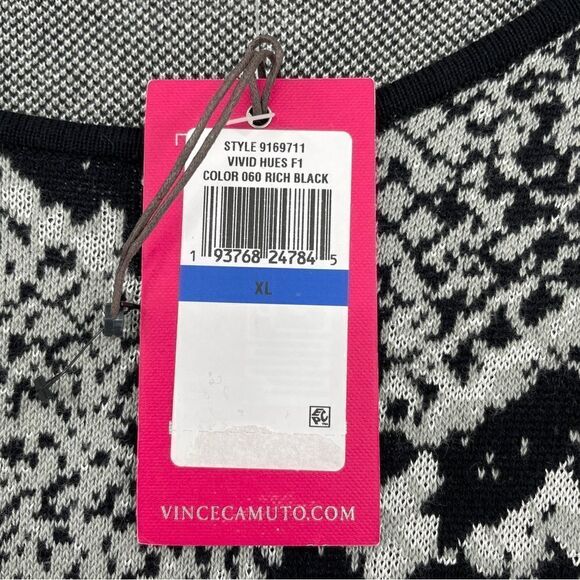 STYLE 9169711
VIVID HUES F1
COLOR 060 RICH BLACK
1 93768 24784 5
XL
VINCECAMUTO.COM